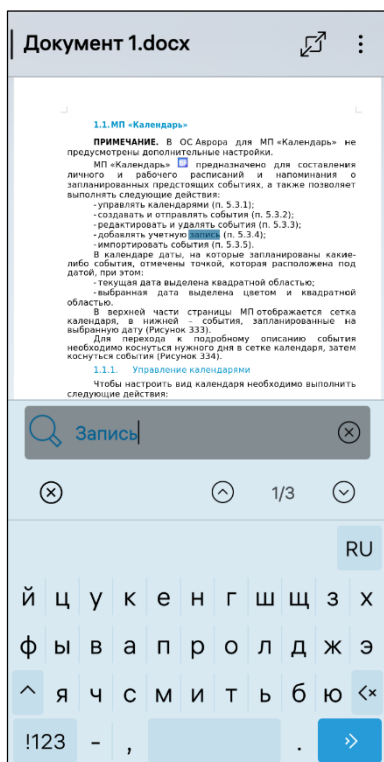 Документ 1.docx
1.1. МП «Календарь»
ПРИМЕЧАНИЕ. В ОС Аврора для МП «Календарь» не
предусмотрены дополнительные настройки.
МП «Календарь» предназначено для составления
личного и рабочего расписаний и напоминания о
запланированных предстоящих событиях, а также позволяет
выполнять следующие действия:
- управлять календарями (п. 5.3.1);
- создавать и отправлять события (п. 5.3.2);
- редактировать и удалять события (п. 5.3.3);
- добавлять учетную запись (п. 5.3.4);
- импортировать события (п. 5.3.5).
В календаре даты, на которые запланированы какие-
либо события, отмечены точкой, которая расположена под
датой, при этом:
- текущая дата выделена квадратной областью;
- выбранная дата выделена цветом и квадратной
областью.
В верхней части страницы МП отображается сетка
календаря, в нижней – события, запланированные на
выбранную дату (Рисунок 333).
Для перехода к подробному описанию события
необходимо коснуться нужного дня в сетке календаря, затем
коснуться события (Рисунок 334).
1.1.1. Управление календарями
Чтобы настроить вид календаря необходимо выполнить
следующие действия:
Запись
1/3
RU
й ц у к е н г ш щ з х
ф ы в а п р о л д ж э
я ч с м и т ь б ю
!123 - , .